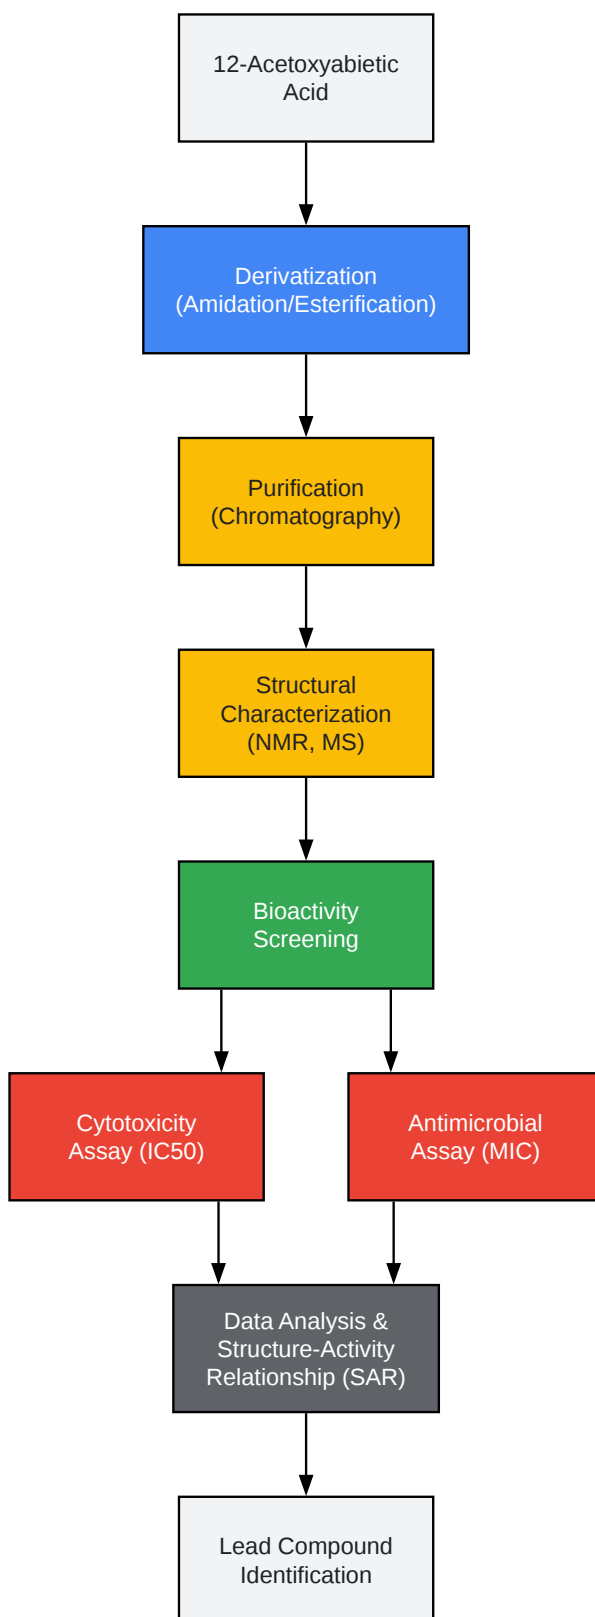 12-Acetoxyabietic
Acid
Derivatization
(Amidation/Esterification)
Purification
(Chromatography)
Structural
Characterization
(NMR, MS)
Bioactivity
Screening
Cytotoxicity
Assay (IC50)
Antimicrobial
Assay (MIC)
Data Analysis &
Structure-Activity
Relationship (SAR)
Lead Compound
Identification